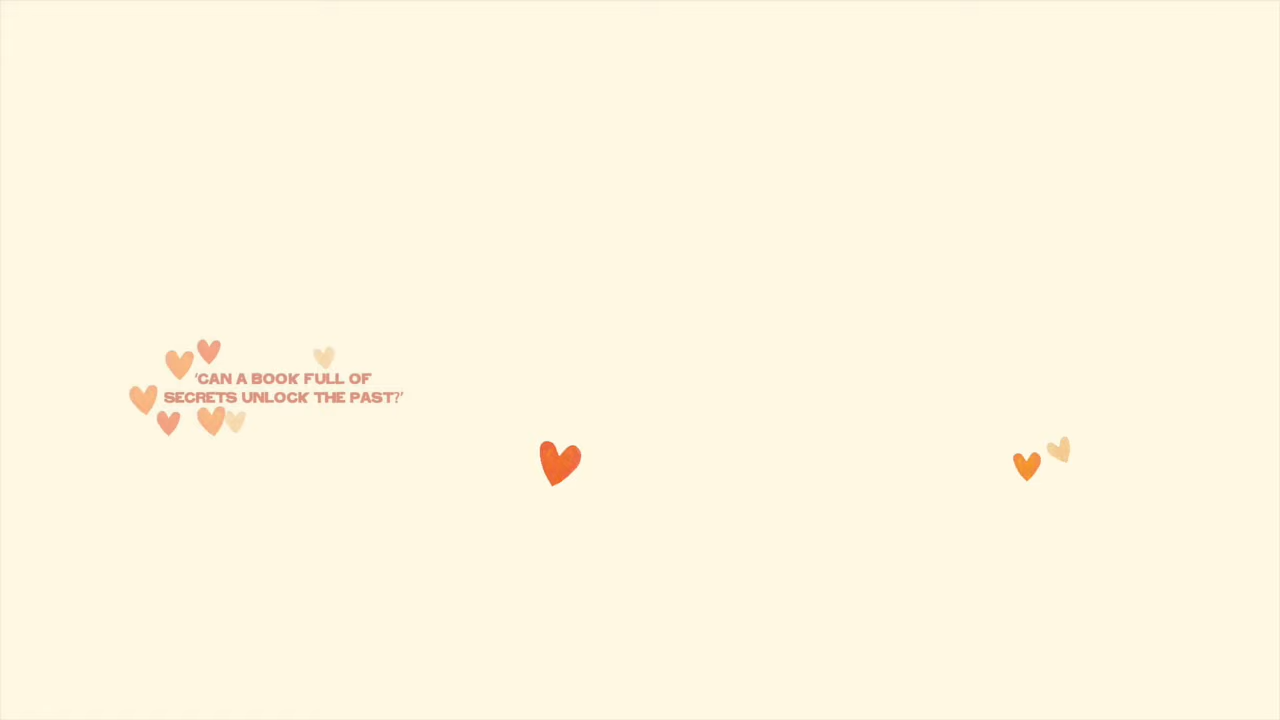 ‘CAN A BOOK FULL OF
SECRETS UNLOCK THE PAST?’